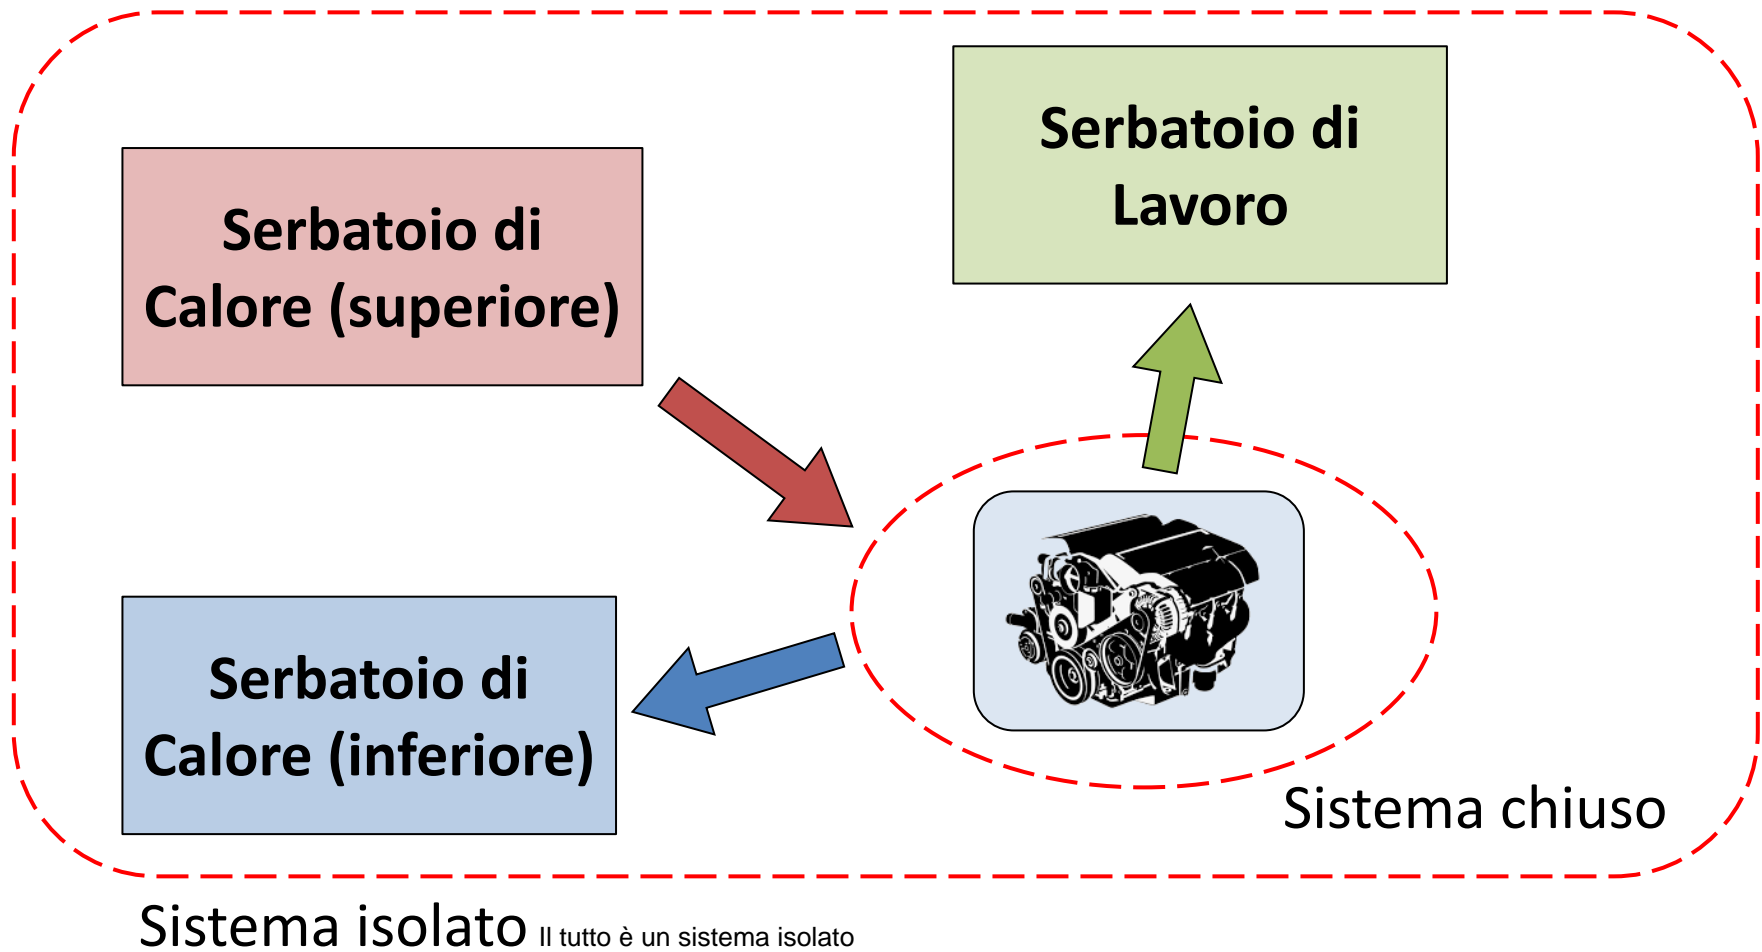 Serbatoio di
Lavoro
Serbatoio di
Calore (superiore)
Serbatoio di
Calore (inferiore)
Sistema chiuso
Sistema isolato Il tutto è un sistema isolato